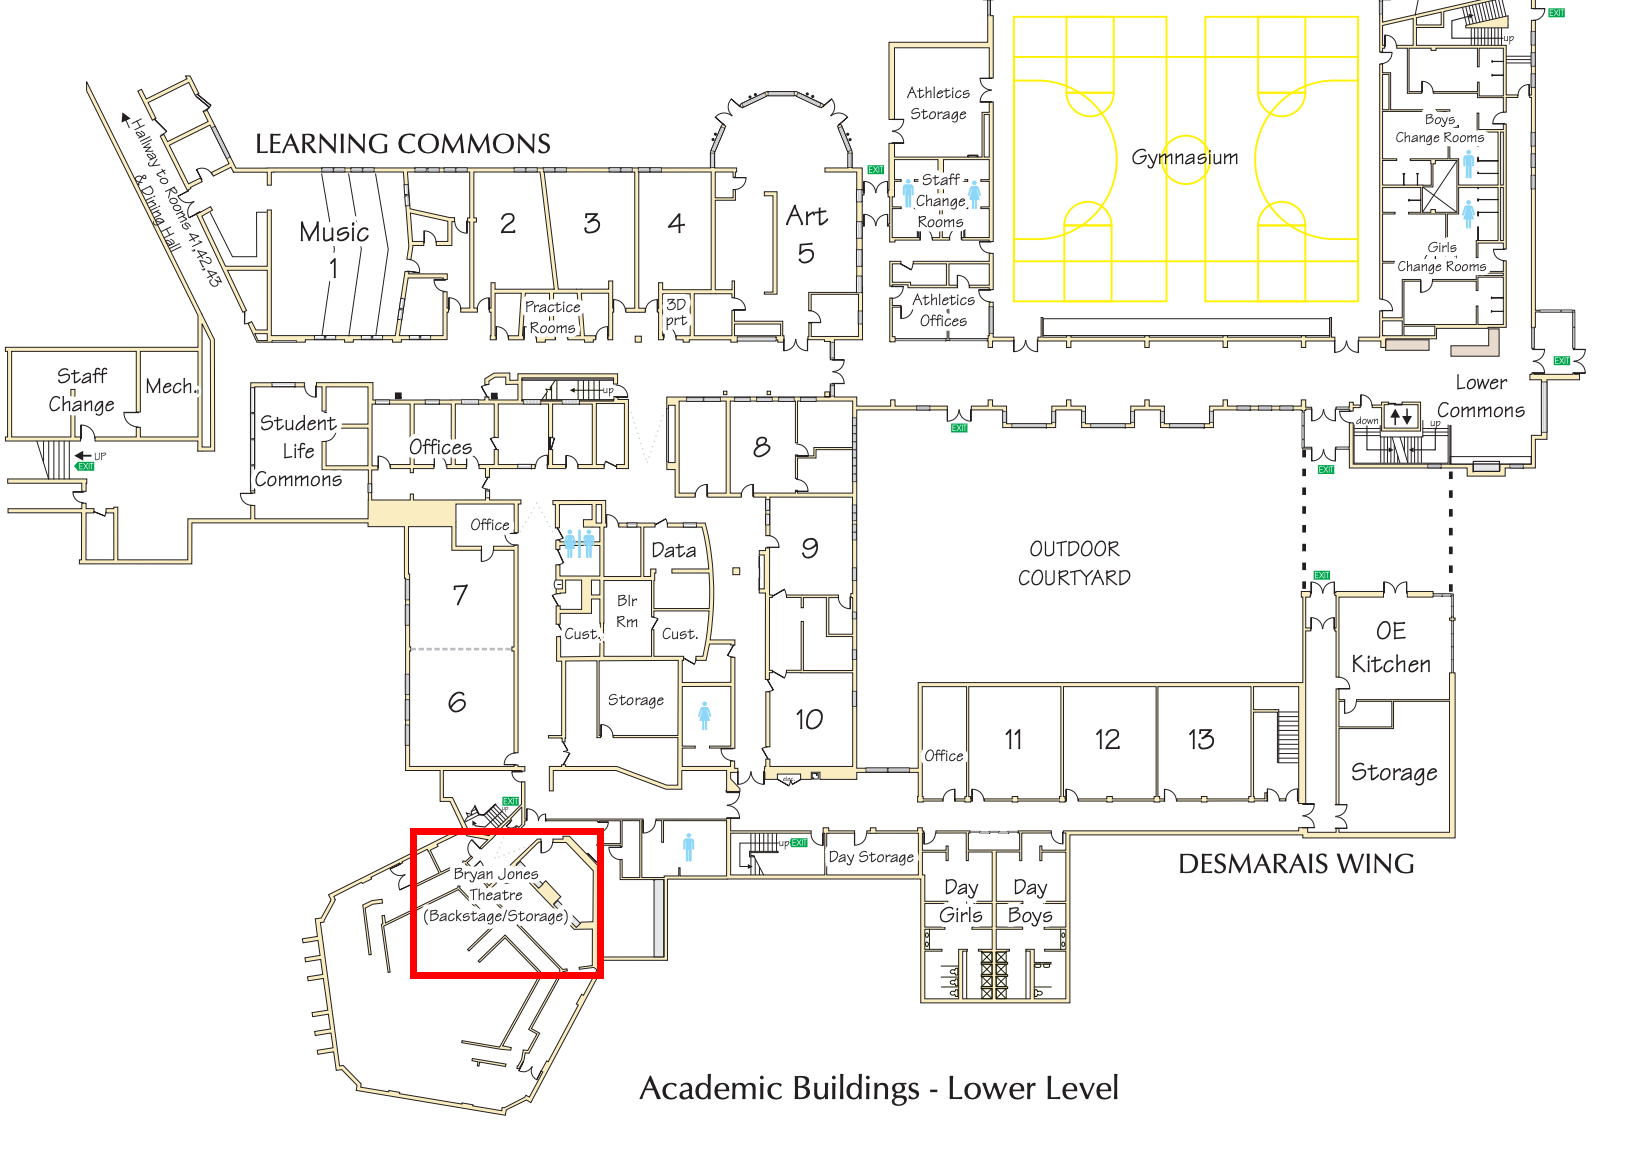 EXIT
up
Athletics
Storage
Gymnasium
Boys
Change Rooms
Hallway to Rooms 41,42,43
& Dining Hall
LEARNING COMMONS
EXIT
Staff
Change
Rooms
Music
1
2
3
4
Art
5
Girls
Change Rooms
Practice
Rooms
3D
prt
Athletics
Offices
Staff
Change
Mech.
up
EXIT
Lower
Commons
Student
Life
Commons
Offices
8
EXIT
down
up
UP
EXIT
EXIT
Office
Data
9
OUTDOOR
COURTYARD
7
Blr
Rm
Cust.
Cust.
EXIT
OE
Kitchen
6
Storage
10
Office
11
12
13
Storage
EXIT
up
up
EXIT
Day Storage
DESMARAIS WING
Bryan Jones
Theatre
(Backstage/Storage)
Day
Girls
Day
Boys
Academic Buildings - Lower Level